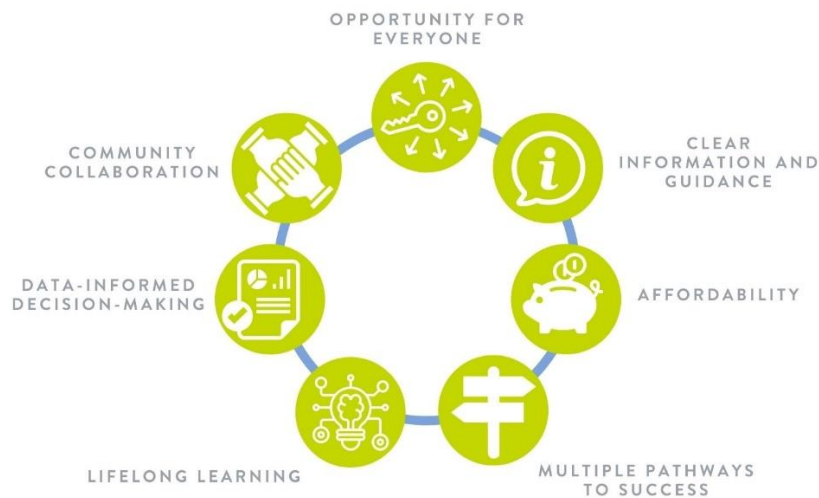 OPPORTUNITY FOR
EVERYONE
CLEAR
INFORMATION AND
GUIDANCE
AFFORDABILITY
MULTIPLE PATHWAYS
TO SUCCESS
LIFELONG LEARNING
DATA-INFORMED
DECISION-MAKING
COMMUNITY
COLLABORATION
i